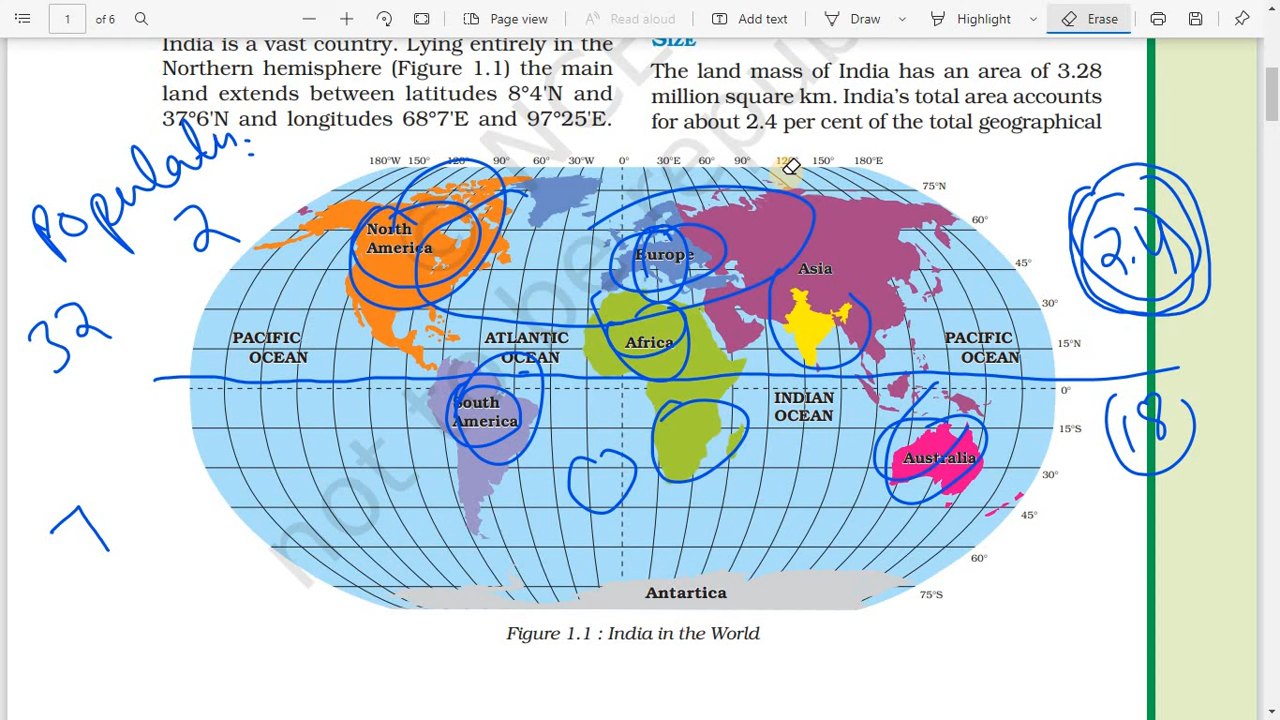 1 of 6 Page view Read aloud Add text Draw Highlight Erase
India is a vast country. Lying entirely in the
Northern hemisphere (Figure 1.1) the main
land extends between latitudes 8°4'N and
37°6'N and longitudes 68°7'E and 97°25'E.
SIZE
The land mass of India has an area of 3.28
million square km. India's total area accounts
for about 2.4 per cent of the total geographical
180°W 150° 120° 90° 60° 30°W 0° 30°E 60° 90° 120° 150° 180°E
75°N
60°
45°
30°
15°N
0°
15°S
30°
45°
60°
75°S
North
America
Europe
Asia
PACIFIC
OCEAN
ATLANTIC
OCEAN
Africa
PACIFIC
OCEAN
South
America
INDIAN
OCEAN
Australia
Antartica
2
32
7
2.4
18
Figure 1.1 : India in the World
not to be republ